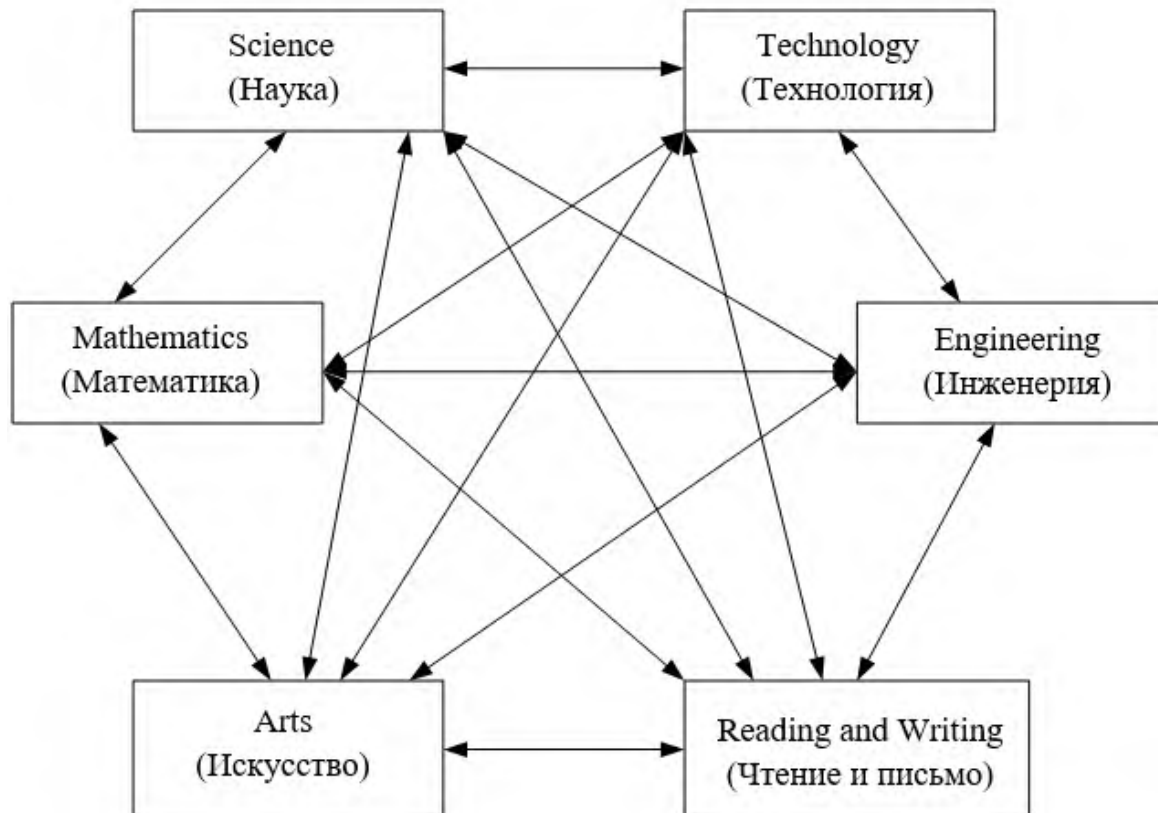 Science
(Наука)
Technology
(Технология)
Mathematics
(Математика)
Engineering
(Инженерия)
Arts
(Искусство)
Reading and Writing
(Чтение и письмо)